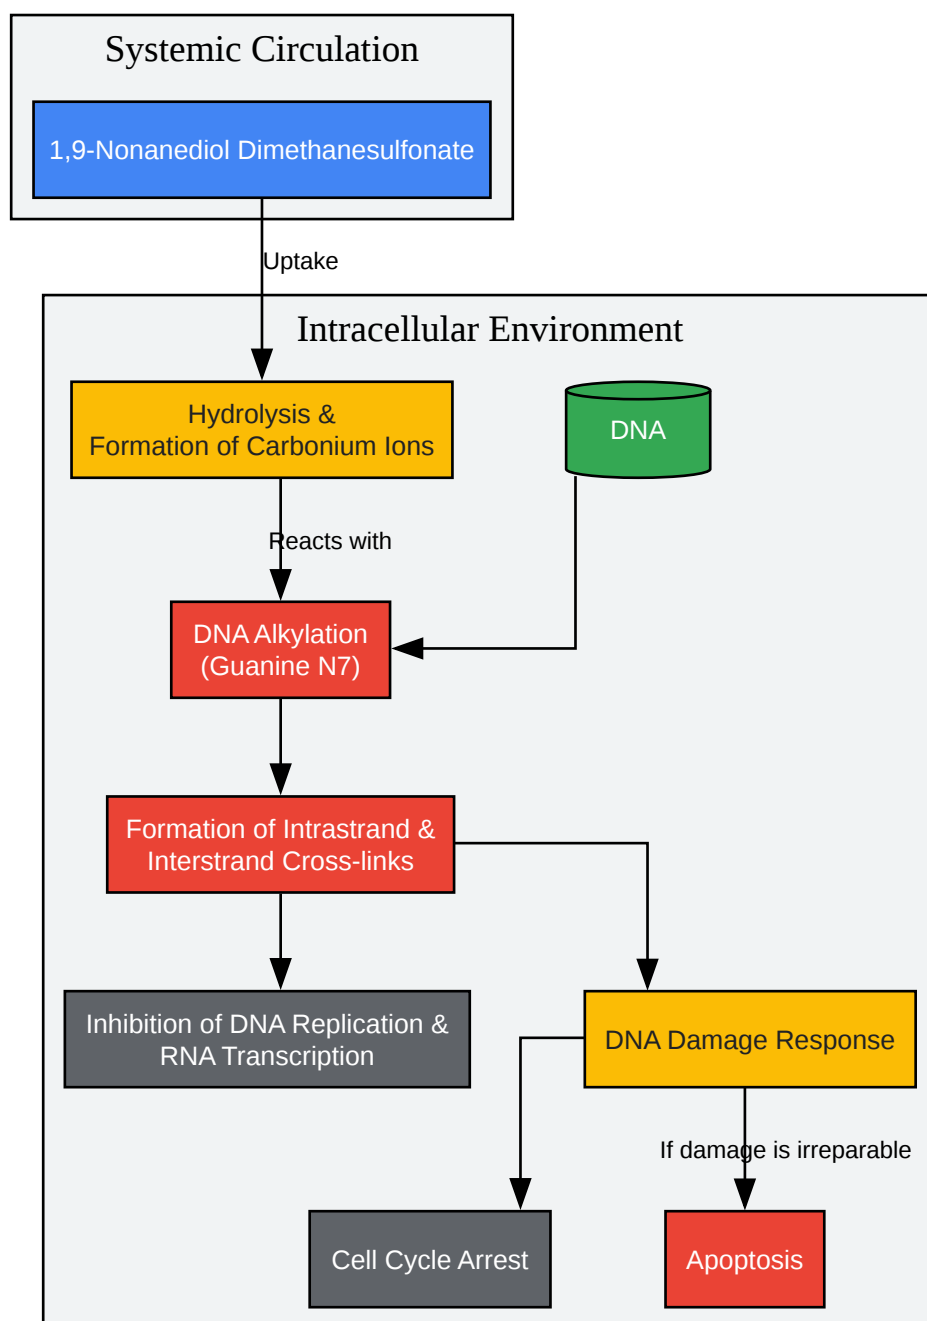 Systemic Circulation
1,9-Nonanediol Dimethanesulfonate
Uptake
Intracellular Environment
Hydrolysis &
Formation of Carbonium Ions
DNA
Reacts with
DNA Alkylation
(Guanine N7)
Formation of Intrastrand &
Interstrand Cross-links
Inhibition of DNA Replication &
RNA Transcription
DNA Damage Response
If damage is irreparable
Cell Cycle Arrest
Apoptosis